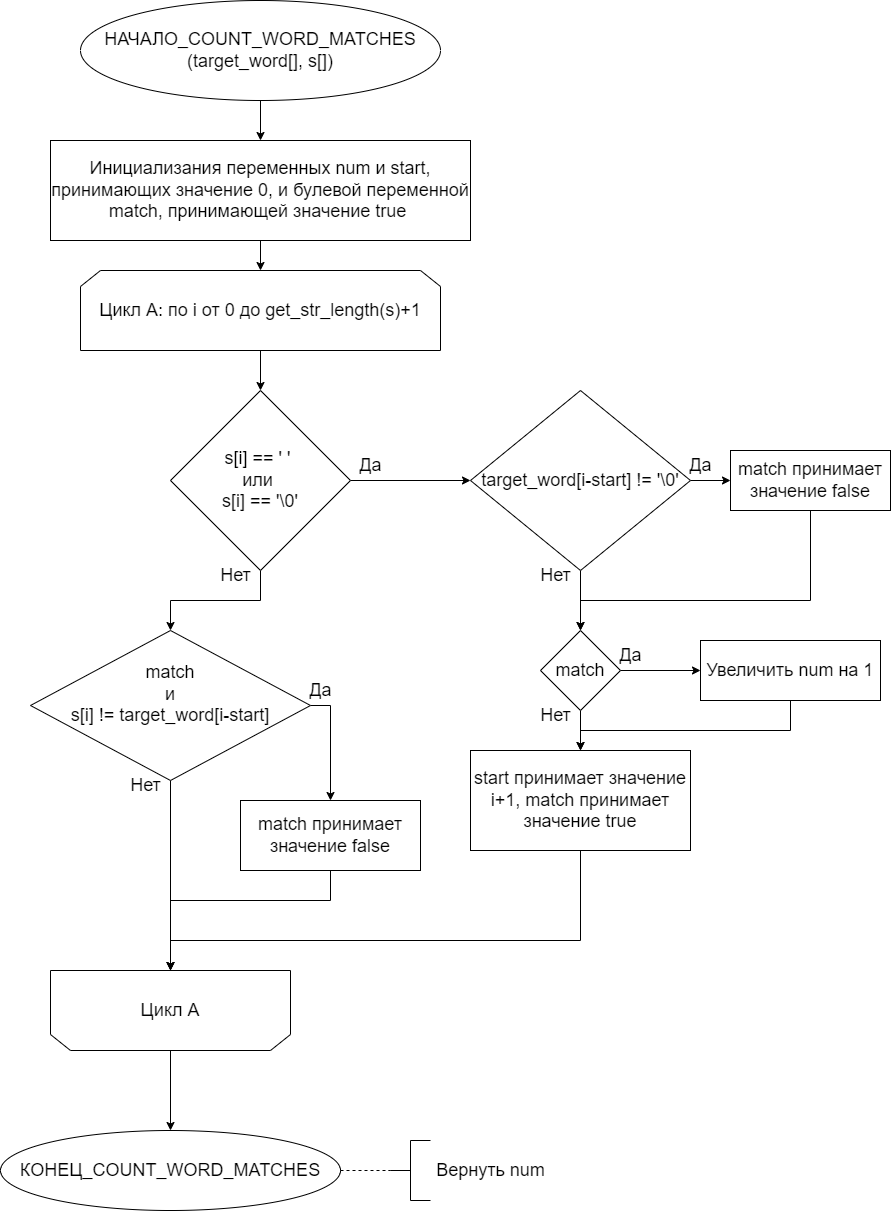 НАЧАЛО_COUNT_WORD_MATCHES
(target_word[], s[])
Инициализания переменных num и start,
принимающих значение 0, и булевой переменной
match, принимающей значение true
Цикл А: по i от 0 до get_str_length(s)+1
s[i] == ' '
или
s[i] == '\0'
Да
target_word[i-start] != '\0'
Да
match принимает
значение false
Нет
Нет
match
и
s[i] != target_word[i-start]
Да
Нет
match принимает
значение false
match
Да
Увеличить num на 1
Нет
start принимает значение
i+1, match принимает
значение true
Цикл А
КОНЕЦ_COUNT_WORD_MATCHES
Вернуть num